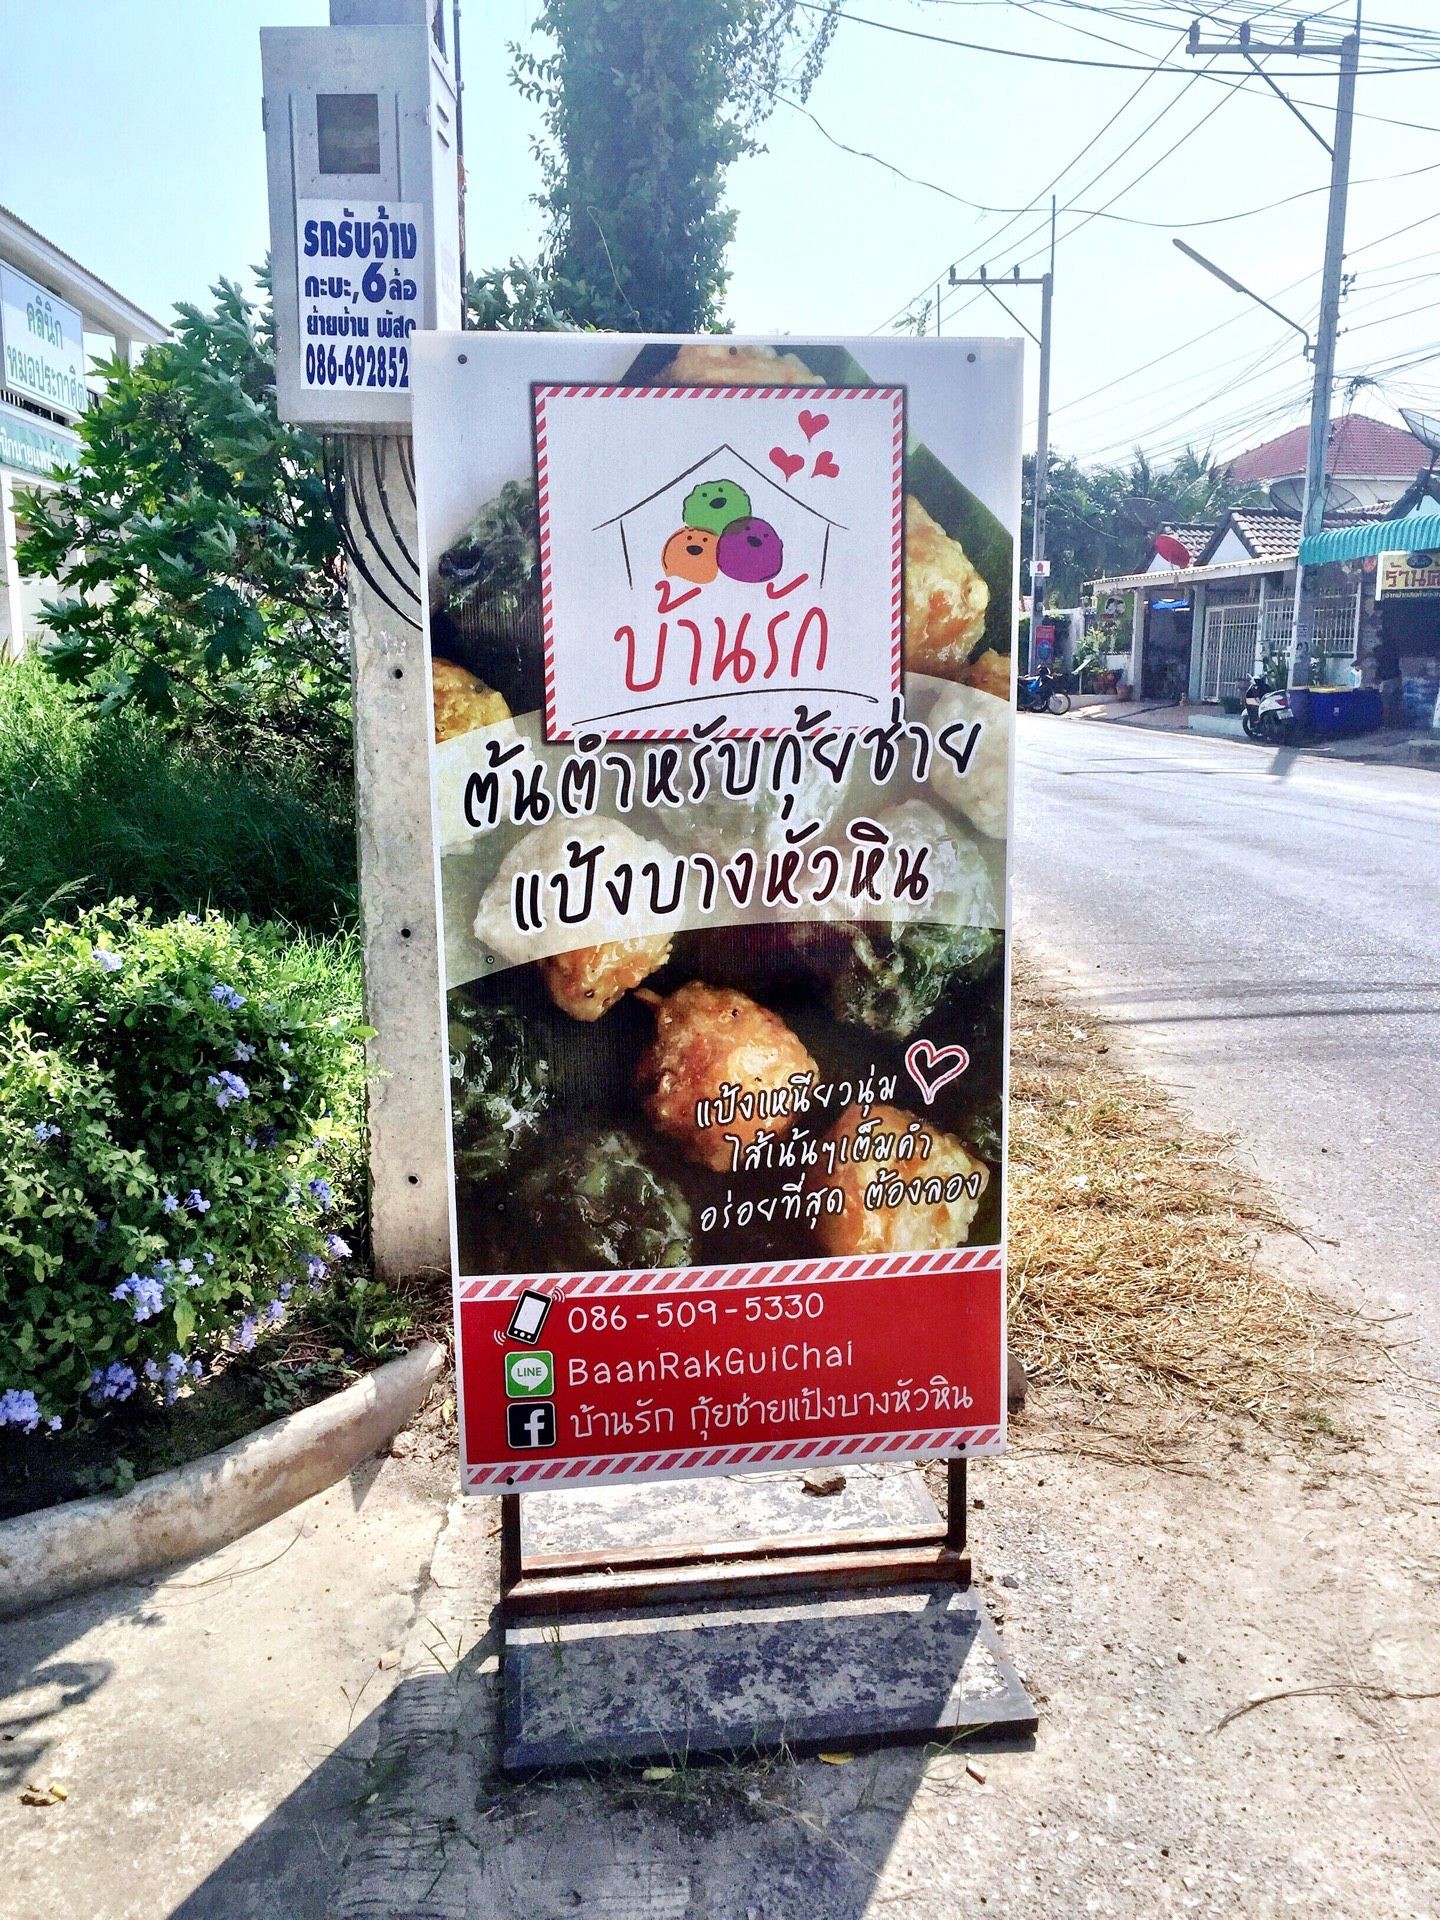 รถรับจ้าง
กะบะ,6ล้อ
ย้ายบ้าน
086-692852
คลินิก
บ้านรัก
ต้นตำหรับกุ้ยช่าย
แป้งบางหัวหิน
แป้งเหนียวนุ่ม
ไส้เน้นๆเต็มคำ
อร่อยที่สุด ต้องลอง
086-509-5330
LINE BaanRakGuiChai
f บ้านรัก กุ้ยช่ายแป้งบางหัวหิน